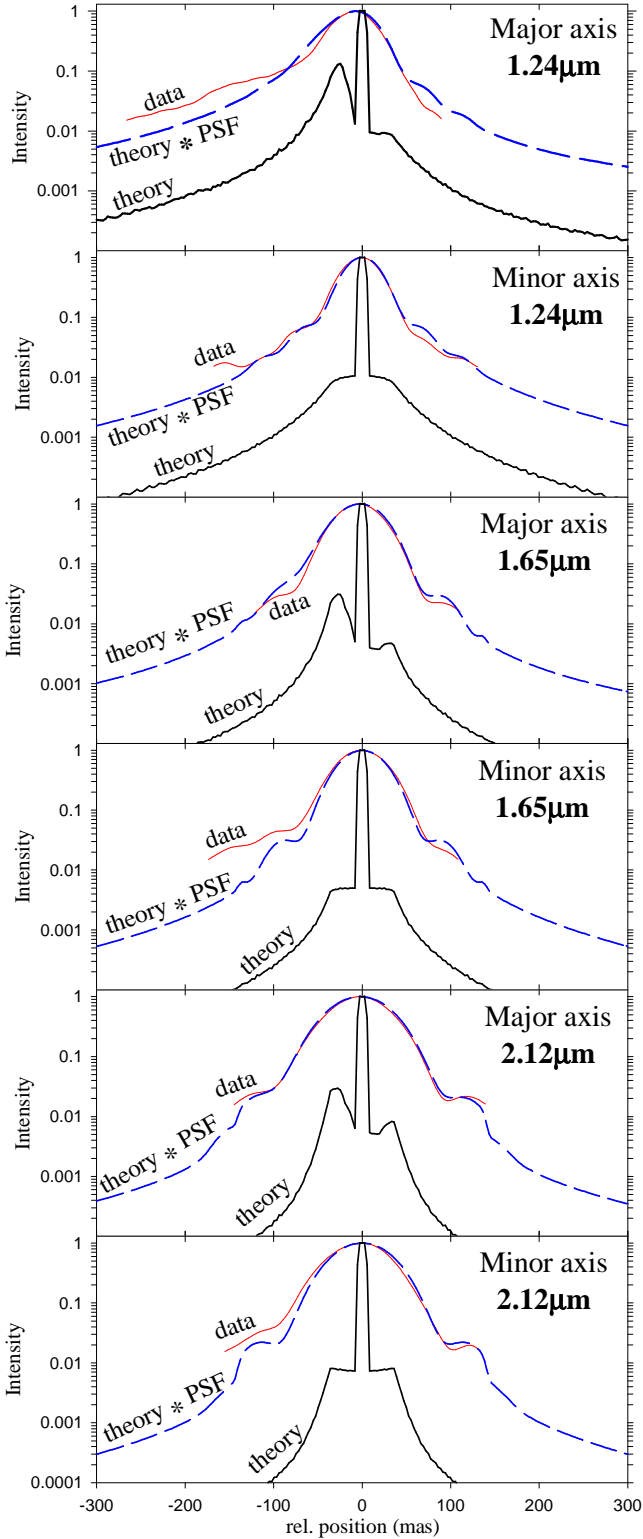 1
Major axis
1.24μm
0.1
data
Intensity
0.01
theory * PSF
0.001
theory
1
Minor axis
1.24μm
0.1
data
Intensity
0.01
theory * PSF
0.001
theory
1
Major axis
1.65μm
0.1
theory * PSF
data
Intensity
0.01
0.001
theory
1
Minor axis
1.65μm
0.1
data
Intensity
0.01
theory * PSF
0.001
theory
1
Major axis
2.12μm
0.1
data
Intensity
0.01
theory * PSF
0.001
theory
1
Minor axis
2.12μm
0.1
data
Intensity
0.01
theory * PSF
0.001
theory
0.0001
-300 -200 -100 0 100 200 300
rel. position (mas)